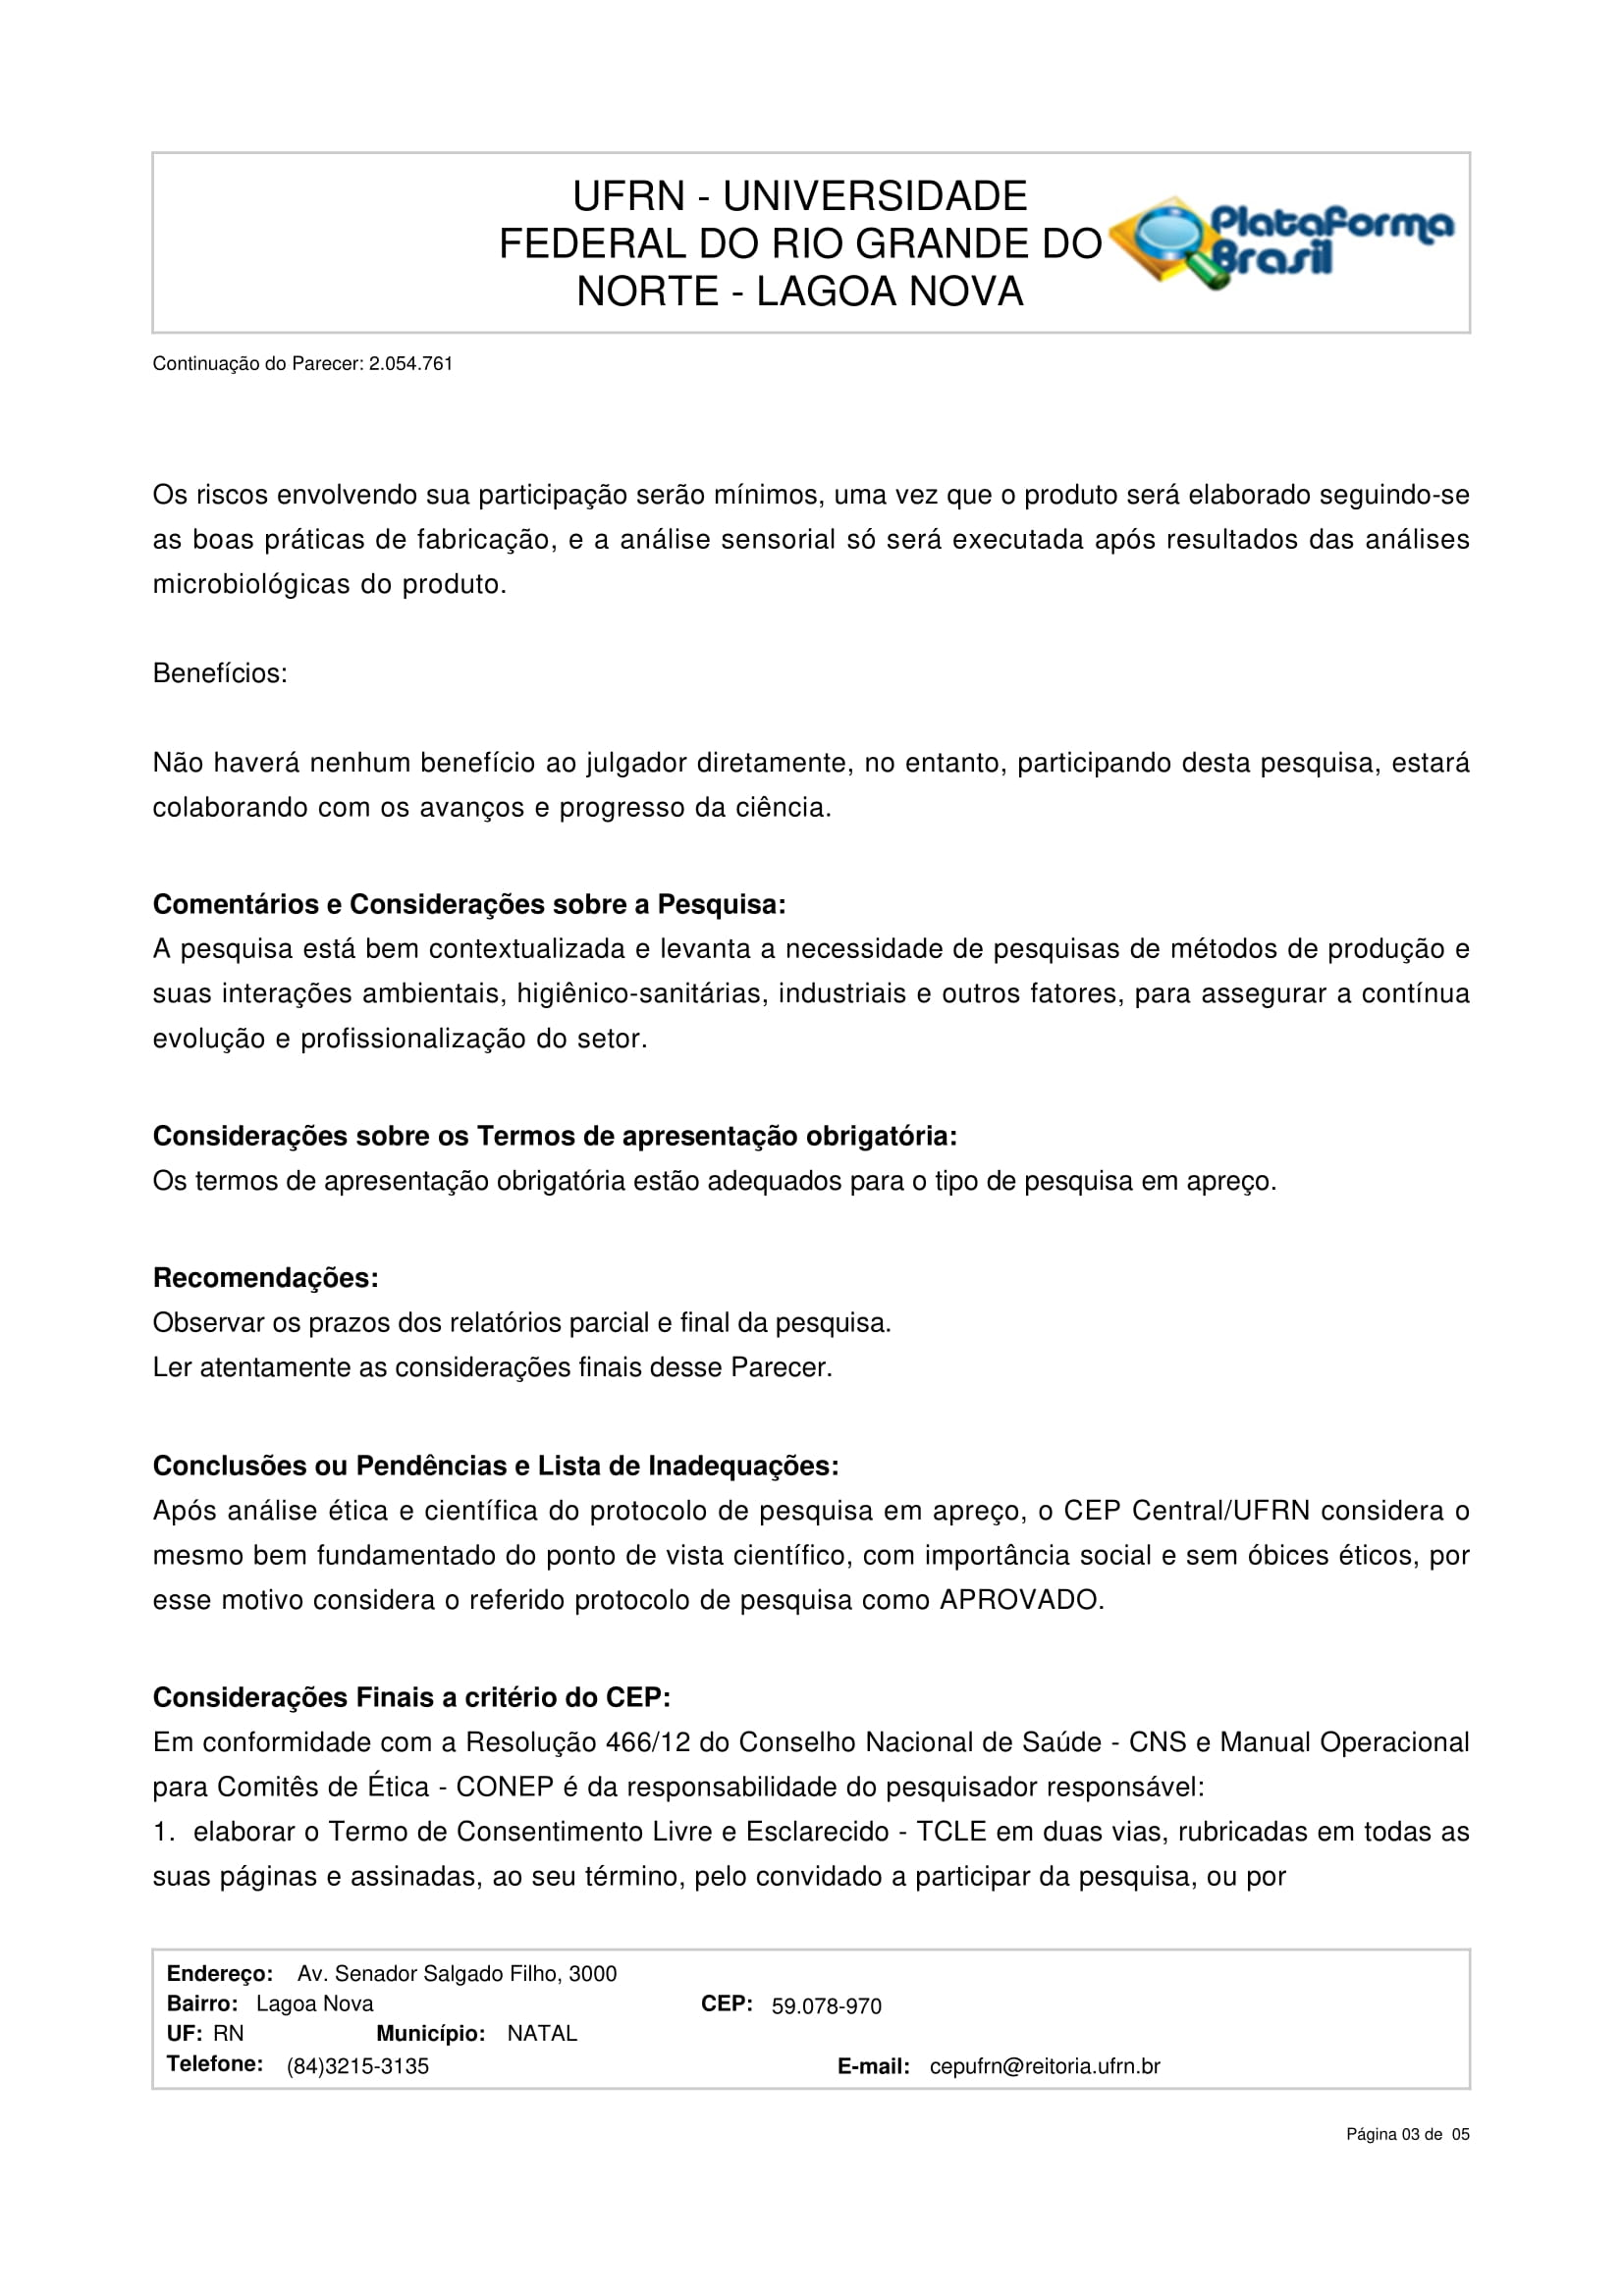 UFRN - UNIVERSIDADE
FEDERAL DO RIO GRANDE DO
NORTE - LAGOA NOVA
Plataforma
Brasil
Continuação do Parecer: 2.054.761
Os riscos envolvendo sua participação serão mínimos, uma vez que o produto será elaborado seguindo-se
as boas práticas de fabricação, e a análise sensorial só será executada após resultados das análises
microbiológicas do produto.
Benefícios:
Não haverá nenhum benefício ao julgador diretamente, no entanto, participando desta pesquisa, estará
colaborando com os avanços e progresso da ciência.
Comentários e Considerações sobre a Pesquisa:
A pesquisa está bem contextualizada e levanta a necessidade de pesquisas de métodos de produção e
suas interações ambientais, higiênico-sanitárias, industriais e outros fatores, para assegurar a contínua
evolução e profissionalização do setor.
Considerações sobre os Termos de apresentação obrigatória:
Os termos de apresentação obrigatória estão adequados para o tipo de pesquisa em apreço.
Recomendações:
Observar os prazos dos relatórios parcial e final da pesquisa.
Ler atentamente as considerações finais desse Parecer.
Conclusões ou Pendências e Lista de Inadequações:
Após análise ética e científica do protocolo de pesquisa em apreço, o CEP Central/UFRN considera o
mesmo bem fundamentado do ponto de vista científico, com importância social e sem óbices éticos, por
esse motivo considera o referido protocolo de pesquisa como APROVADO.
Considerações Finais a critério do CEP:
Em conformidade com a Resolução 466/12 do Conselho Nacional de Saúde - CNS e Manual Operacional
para Comitês de Ética - CONEP é da responsabilidade do pesquisador responsável:
1. elaborar o Termo de Consentimento Livre e Esclarecido - TCLE em duas vias, rubricadas em todas as
suas páginas e assinadas, ao seu término, pelo convidado a participar da pesquisa, ou por
Endereço: Av. Senador Salgado Filho, 3000
Bairro: Lagoa Nova CEP: 59.078-970
UF: RN Município: NATAL
Telefone: (84)3215-3135 E-mail: cepufrn@reitoria.ufrn.br
Página 03 de 05